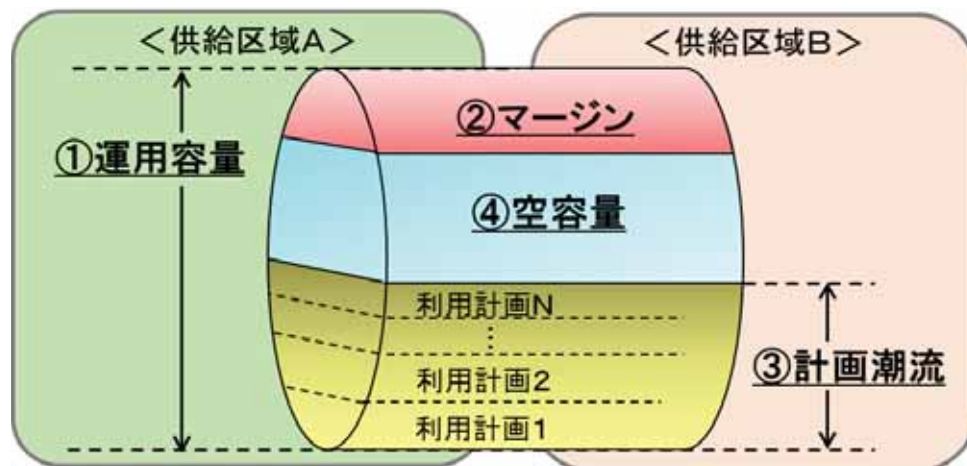 <供給区域A>
<供給区域B>
②マージン
①運用容量
④空容量
利用計画N
⋮
利用計画2
③計画潮流
利用計画1